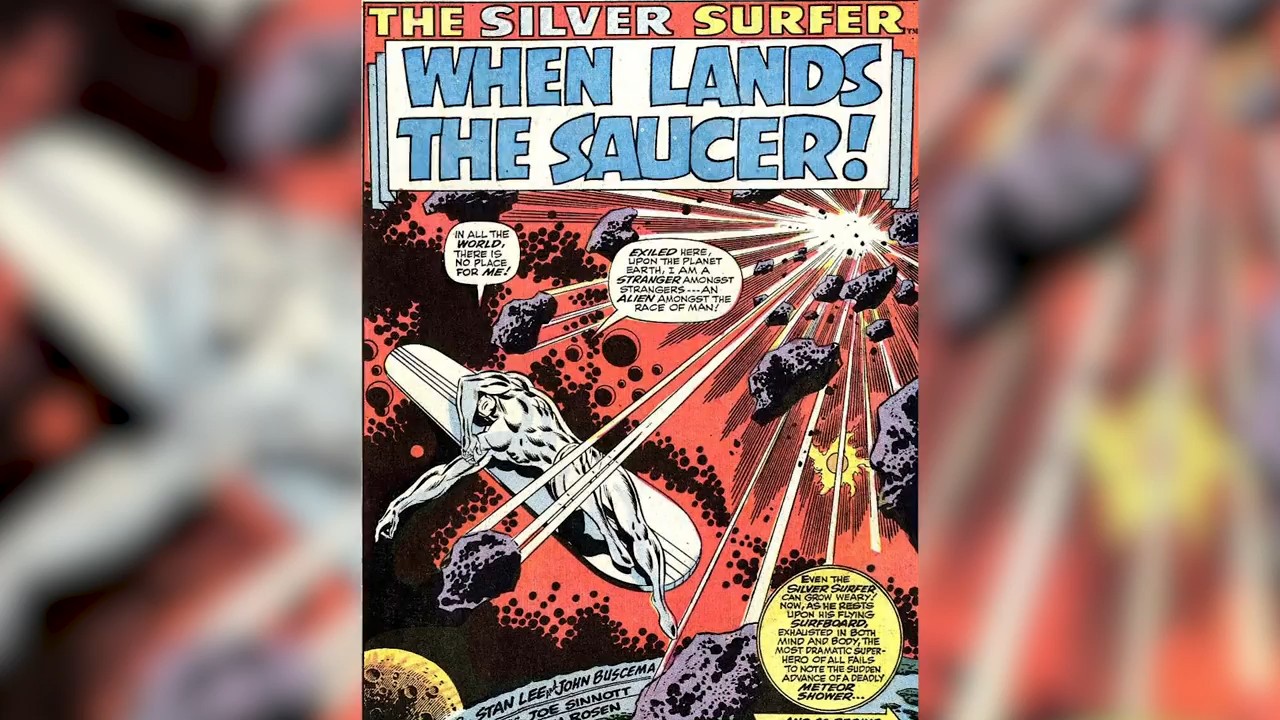 THE SILVER SURFER™
WHEN LANDS
THE SAUCER!
IN ALL THE
WORLD,
THERE IS
NO PLACE
FOR ME!
EXILED HERE,
UPON THE PLANET
EARTH, I AM A
STRANGER AMONGST
STRANGERS---AN
ALIEN AMONGST THE
RACE OF MAN!
EVEN THE
SILVER SURFER
CAN GROW WEARY!
NOW, AS HE RESTS
UPON HIS FLYING
SURFBOARD,
EXHAUSTED IN BOTH
MIND AND BODY, THE
MOST DRAMATIC SUPER-
HERO OF ALL FAILS
TO NOTE THE SUDDEN
ADVANCE OF A DEADLY
METEOR
SHOWER...
STAN LEE JOHN BUSCEMA
JOE SINNOTT
ROSEN